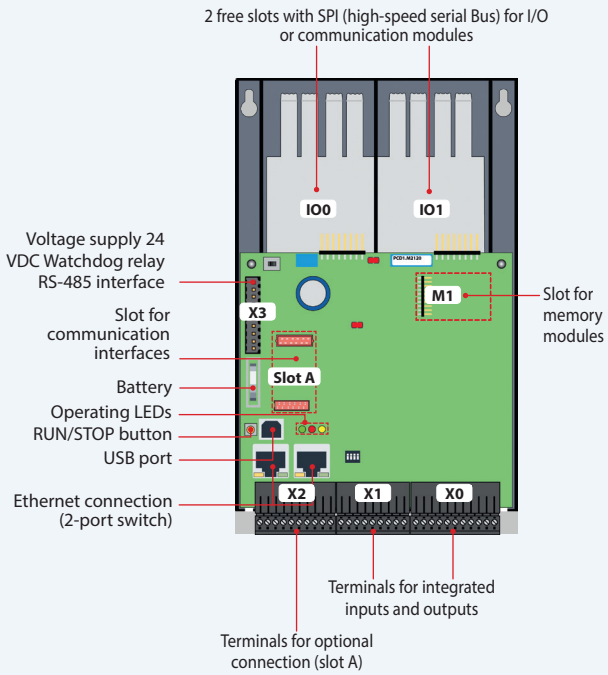 2 free slots with SPI (high-speed serial Bus) for I/O
or communication modules
IO0
IO1
Voltage supply 24
VDC Watchdog relay
RS-485 interface
PCD1.M2120
M1
Slot for
memory
modules
X3
Slot for
communication
interfaces
Slot A
Battery
Operating LEDs
RUN/STOP button
USB port
Ethernet connection
(2-port switch)
X2
X1
X0
Terminals for integrated
inputs and outputs
Terminals for optional
connection (slot A)